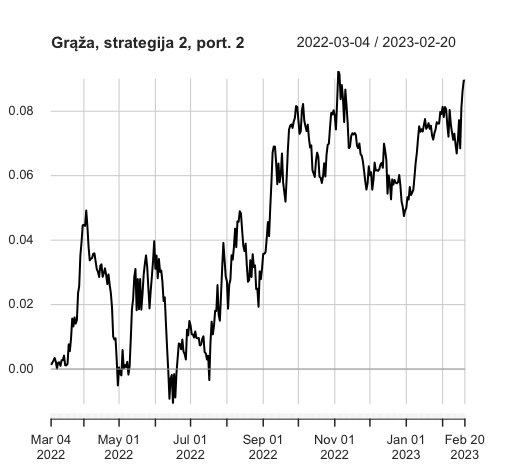 Grąža, strategija 2, port. 2
2022-03-04 / 2023-02-20
0.08
0.06
0.04
0.02
0.00
Mar 04 May 01 Jul 01 Sep 01 Nov 01 Jan 01 Feb 20
2022 2022 2022 2022 2022 2023 2023